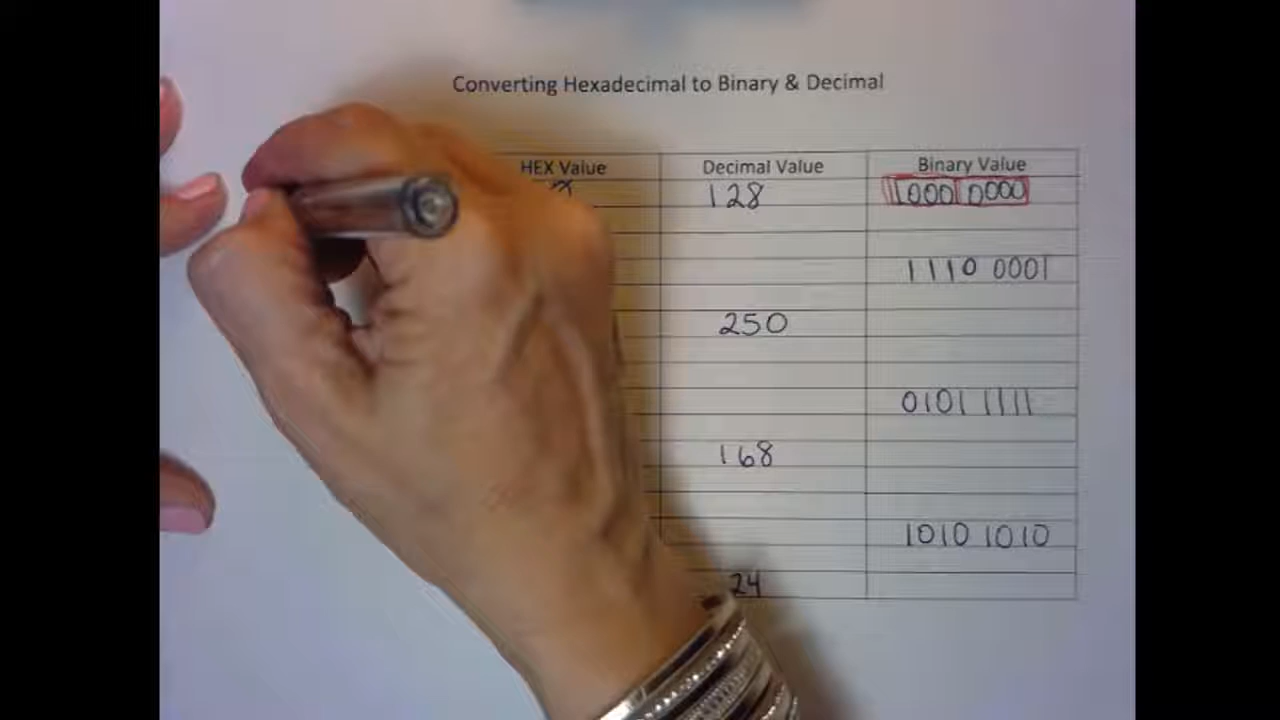 Converting Hexadecimal to Binary & Decimal
HEX Value Decimal Value Binary Value
128 1000 0000
1110 0001
250
0101 1111
168
1010 1010
24